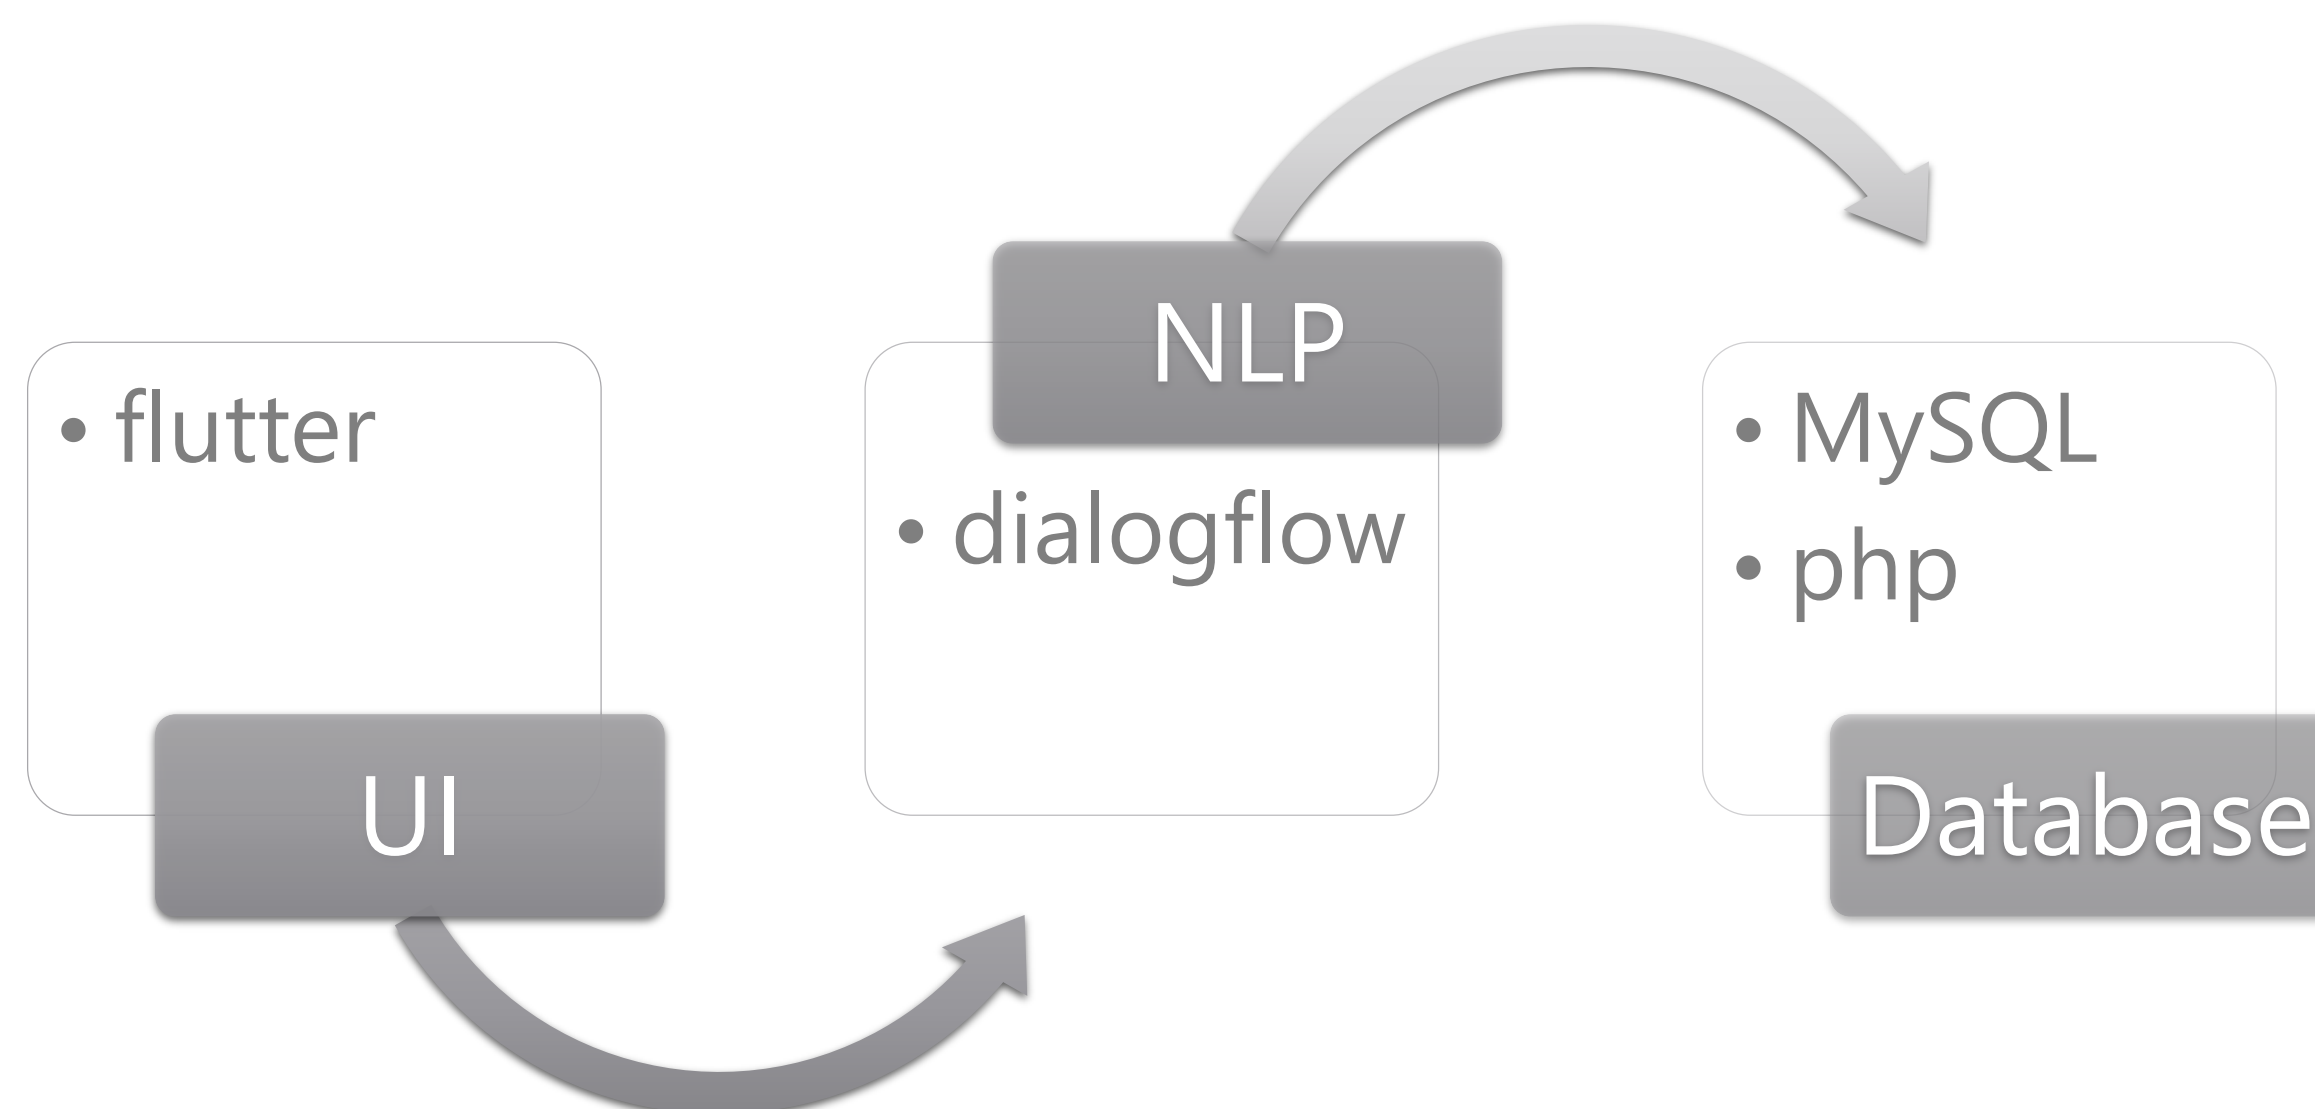 • flutter
UI
NLP
• dialogflow
• MySQL
• php
Database